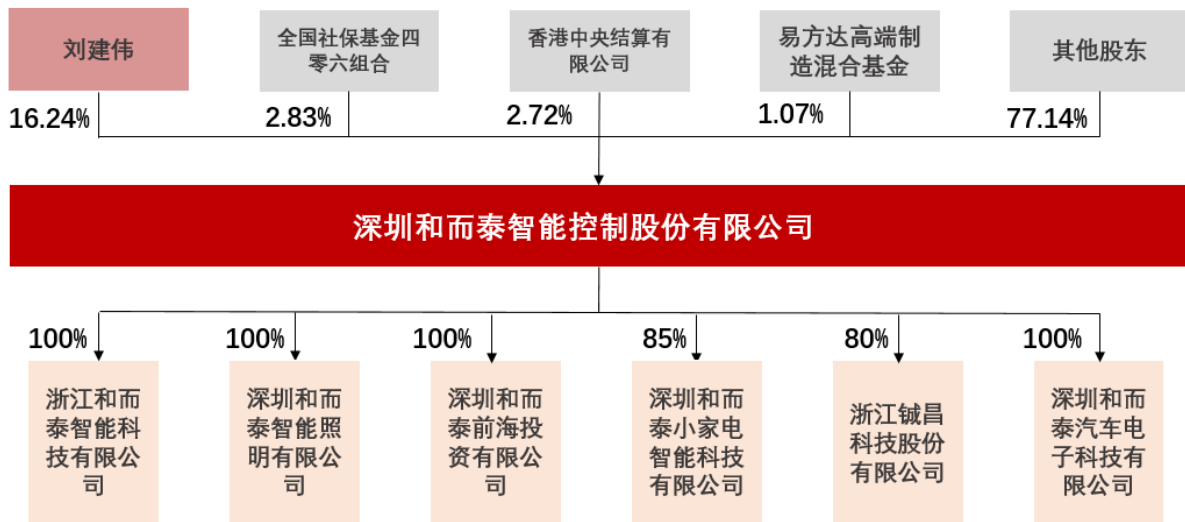 刘建伟
全国社保基金四
零六组合
香港中央结算有
限公司
易方达高端制
造混合基金
其他股东
16.24%
2.83%
2.72%
1.07%
77.14%
深圳和而泰智能控制股份有限公司
100%
100%
100%
85%
80%
100%
浙江和而
泰智能科
技有限公
司
深圳和而
泰智能照
明有限公
司
深圳和而
泰前海投
资有限公
司
深圳和而
泰小家电
智能科技
有限公司
浙江铖昌
科技股份
有限公司
深圳和而
泰汽车电
子科技有
限公司